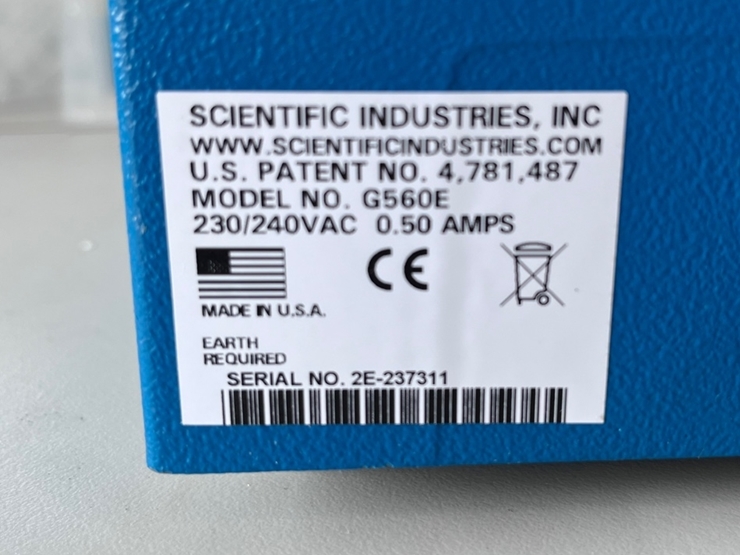 SCIENTIFIC INDUSTRIES, INC
WWW.SCIENTIFICINDUSTRIES.COM
U.S. PATENT NO. 4,781,487
MODEL NO. G560E
230/240VAC 0.50 AMPS
CE
MADE IN U.S.A.
EARTH
REQUIRED
SERIAL NO. 2E-237311